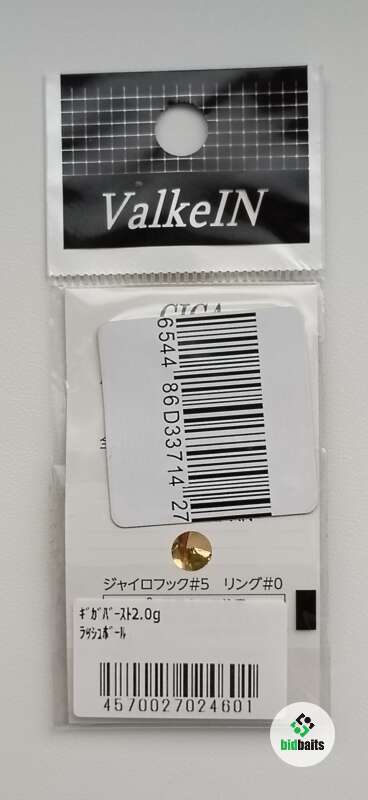 ValkeIN
GIGA
6544 86D33714 27
ジャイロフック#5 リング#0
ｷﾞｶﾞﾊﾞｰｽﾄ2.0g
ﾗｯｼｭﾎﾞｰﾙ
4570027024601
bidbaits